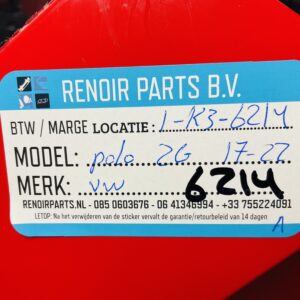 RENOIR PARTS B.V.
BTW / MARGE LOCATIE: 1-K3-6214
MODEL: polo 2G 17-22
MERK: VW 6214
RENOIRPARTS.NL - 085 0603676 - 06 41346994 - +33 755224091
LETOP: Na het verwijderen van de sticker vervalt de garantie/retourbeleid van 14 dagen
A